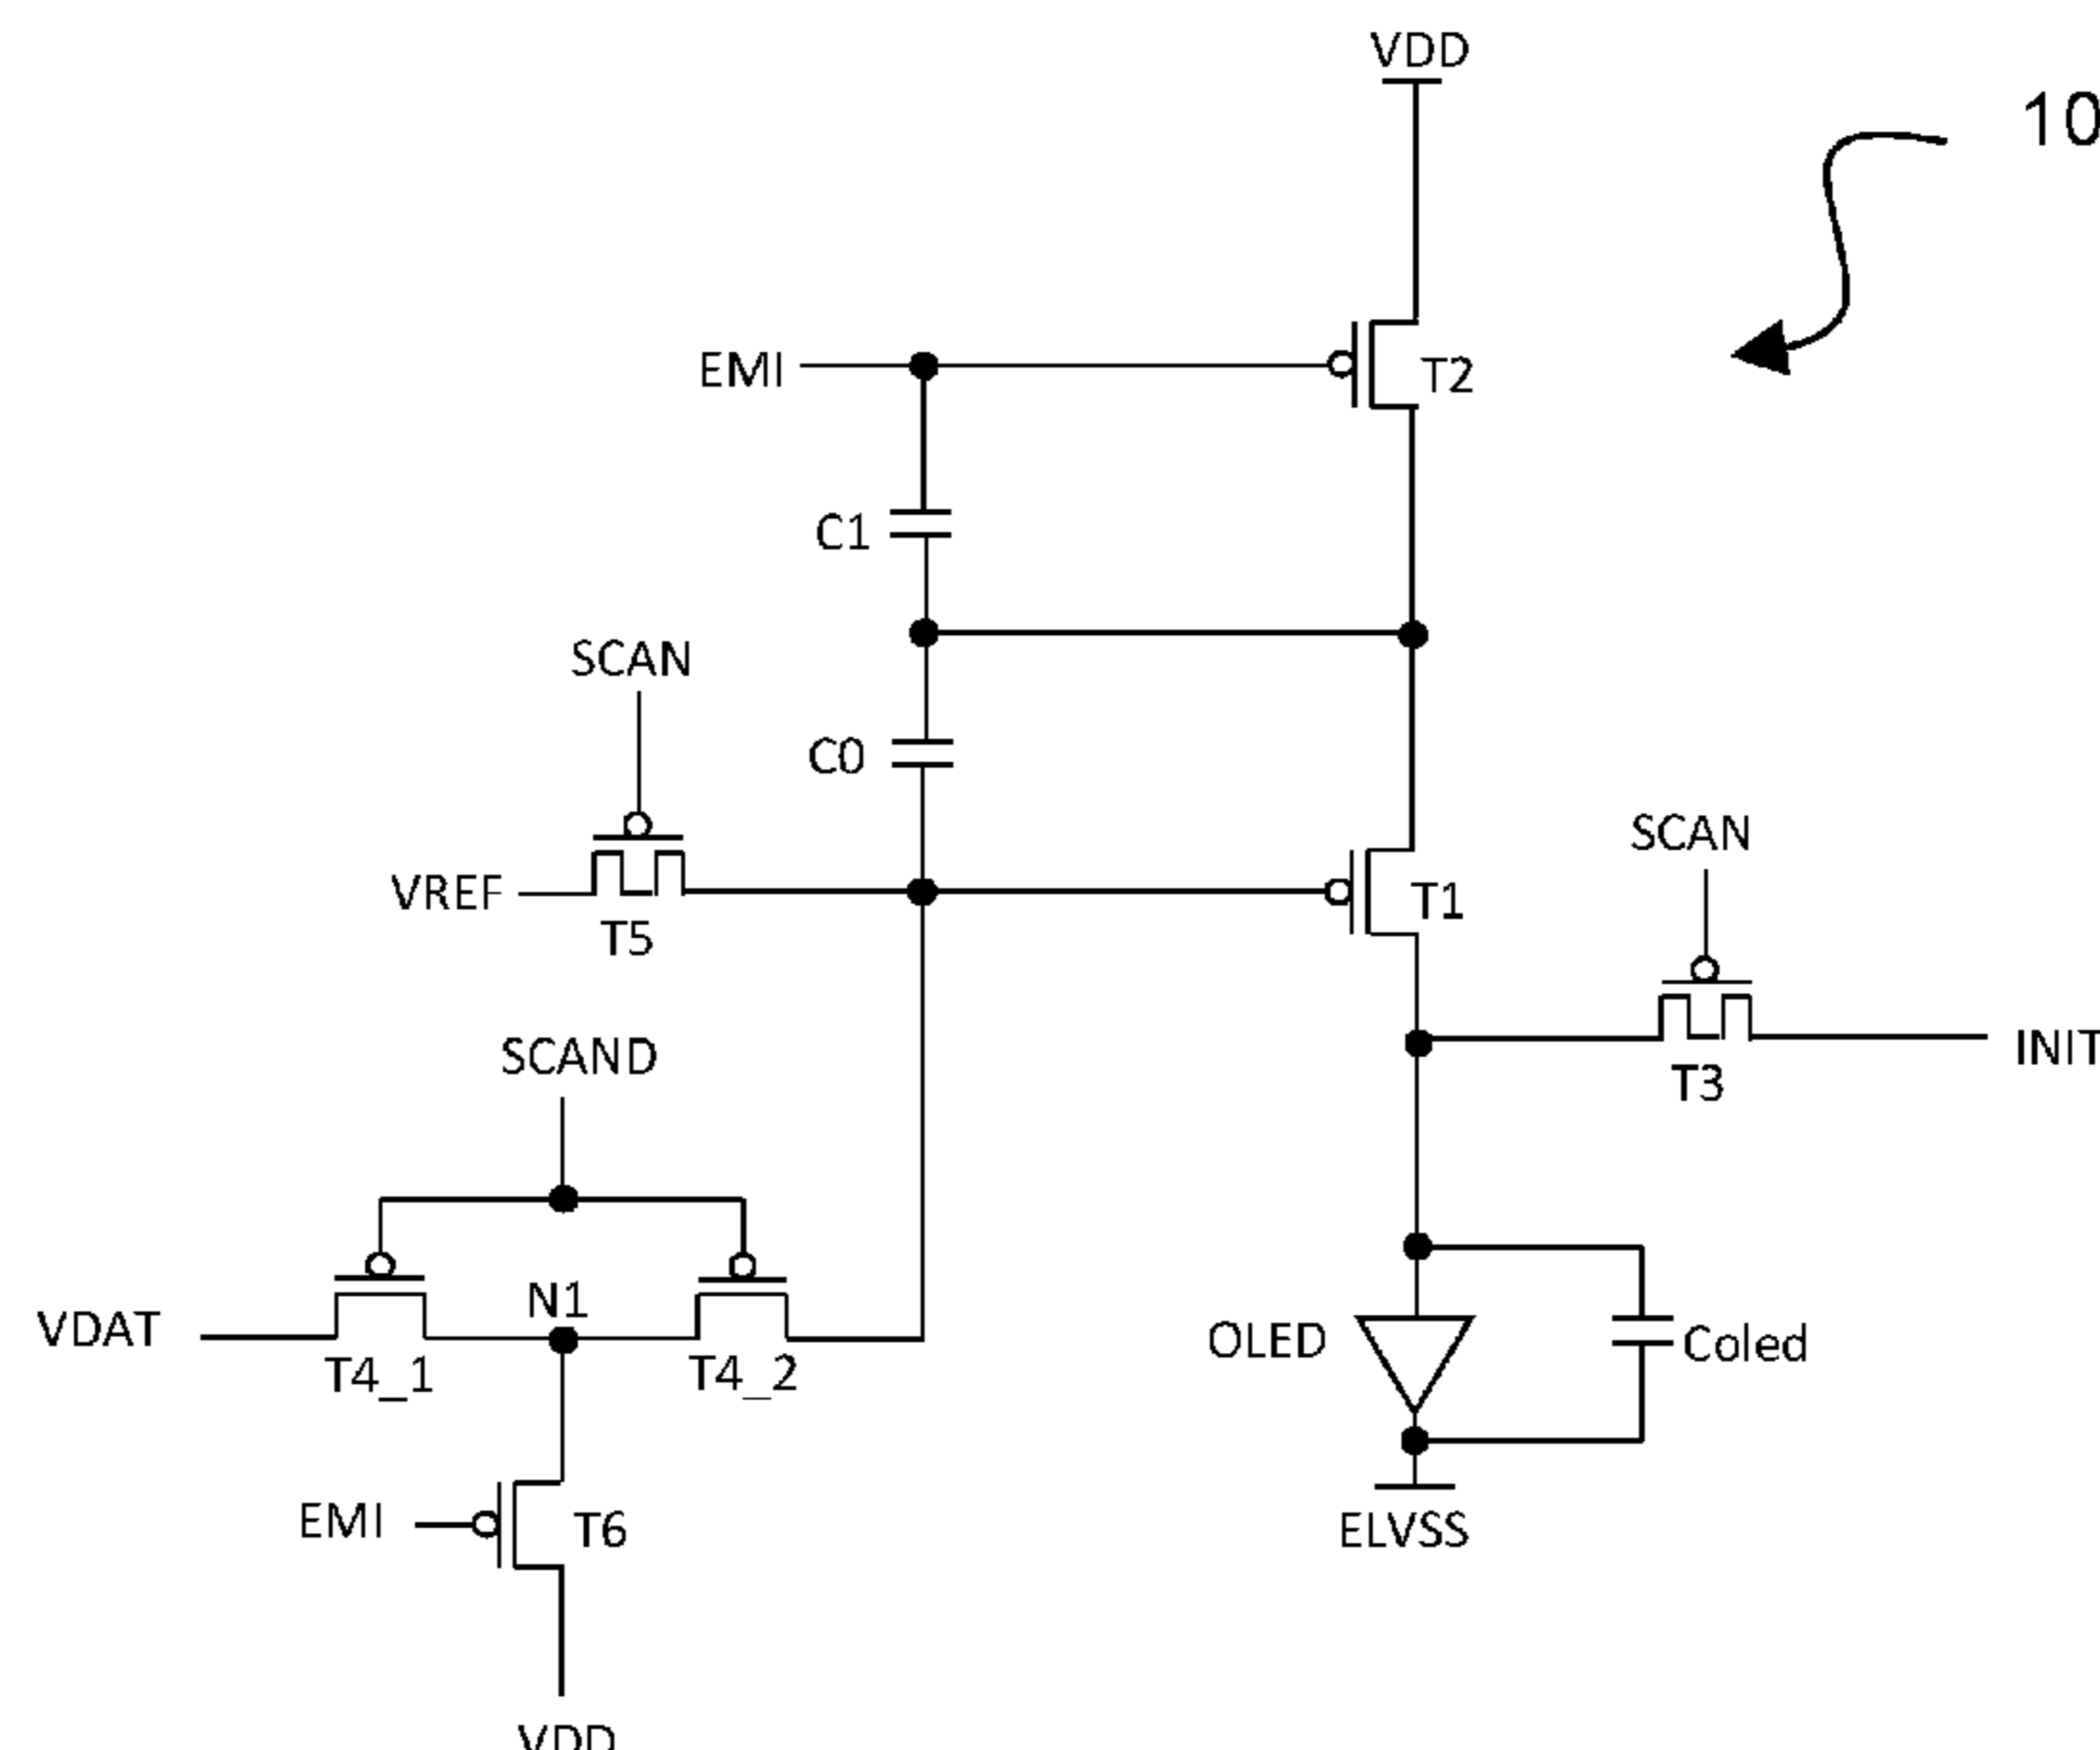 VDD
10
EMI
T2
C1
SCAN
C0
SCAN
VREF
T1
T5
SCAND
INIT
T3
N1
VDAT
OLED
Coled
T4_1
T4_2
EMI
T6
ELVSS
VDD